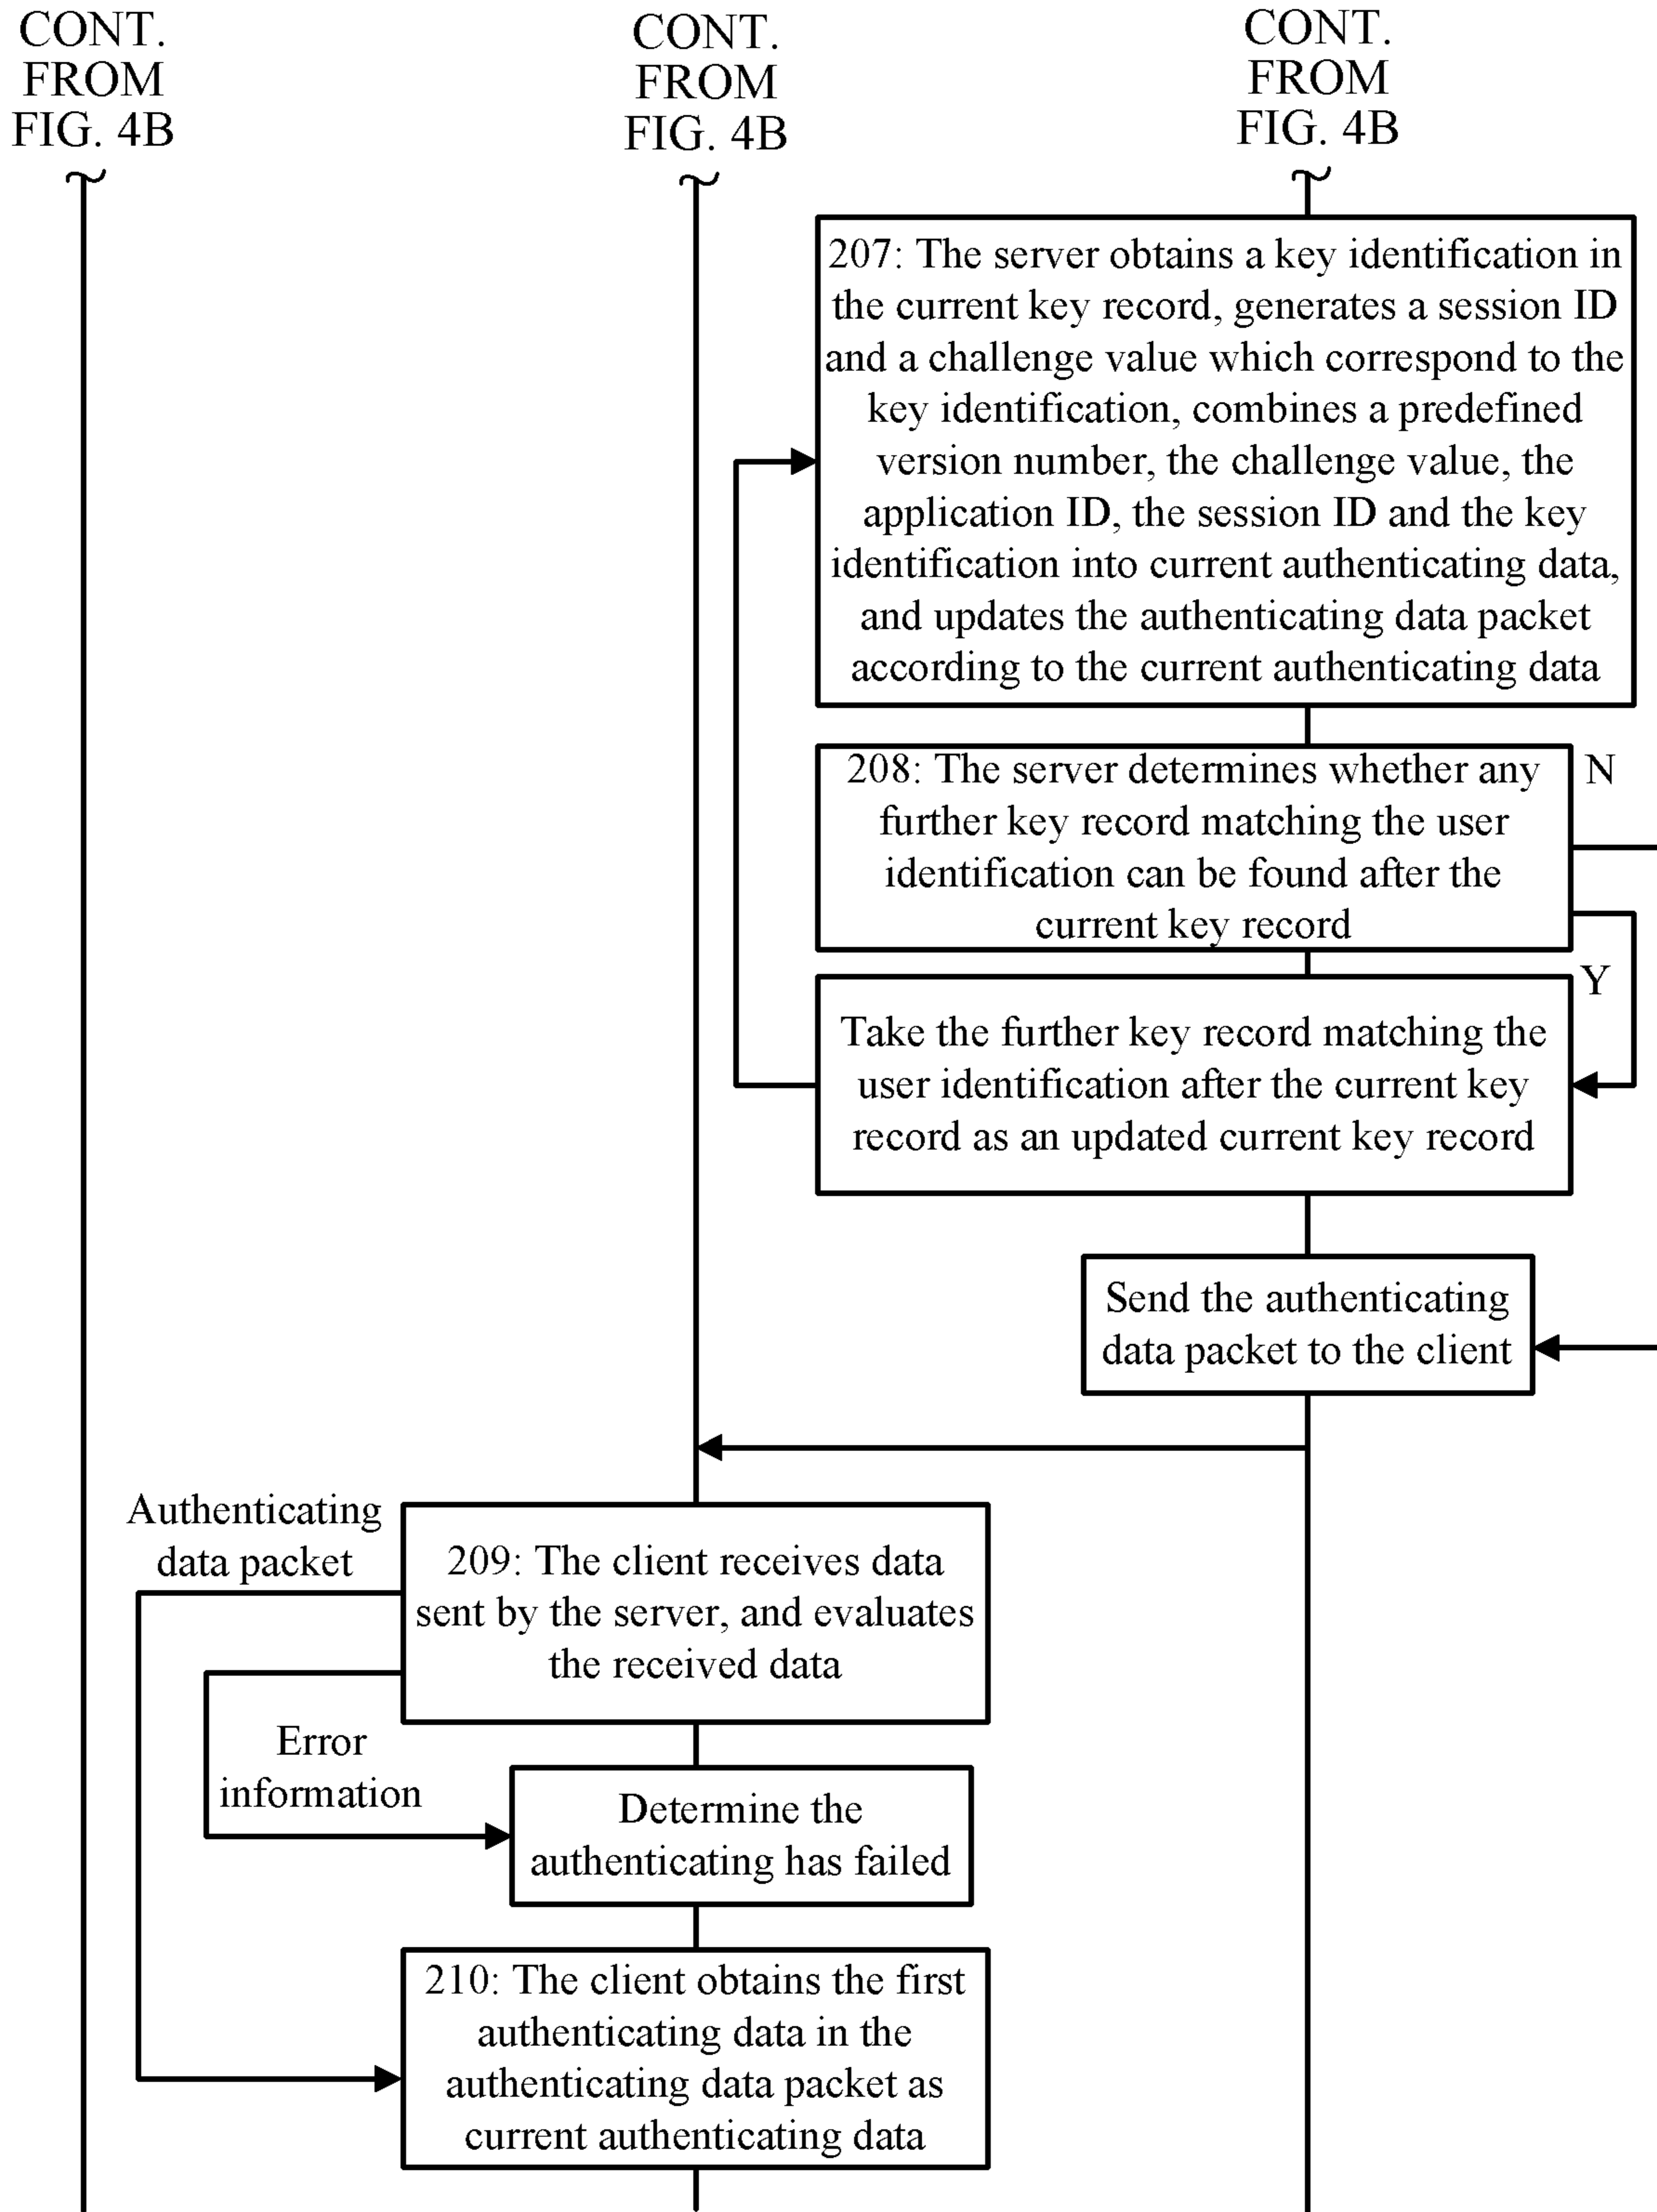 CONT.
FROM
FIG. 4B
CONT.
FROM
FIG. 4B
CONT.
FROM
FIG. 4B
207: The server obtains a key identification in
the current key record, generates a session ID
and a challenge value which correspond to the
key identification, combines a predefined
version number, the challenge value, the
application ID, the session ID and the key
identification into current authenticating data,
and updates the authenticating data packet
according to the current authenticating data
208: The server determines whether any
further key record matching the user
identification can be found after the
current key record
N
Y
Take the further key record matching the
user identification after the current key
record as an updated current key record
Send the authenticating
data packet to the client
Authenticating
data packet
209: The client receives data
sent by the server, and evaluates
the received data
Error
information
Determine the
authenticating has failed
210: The client obtains the first
authenticating data in the
authenticating data packet as
current authenticating data